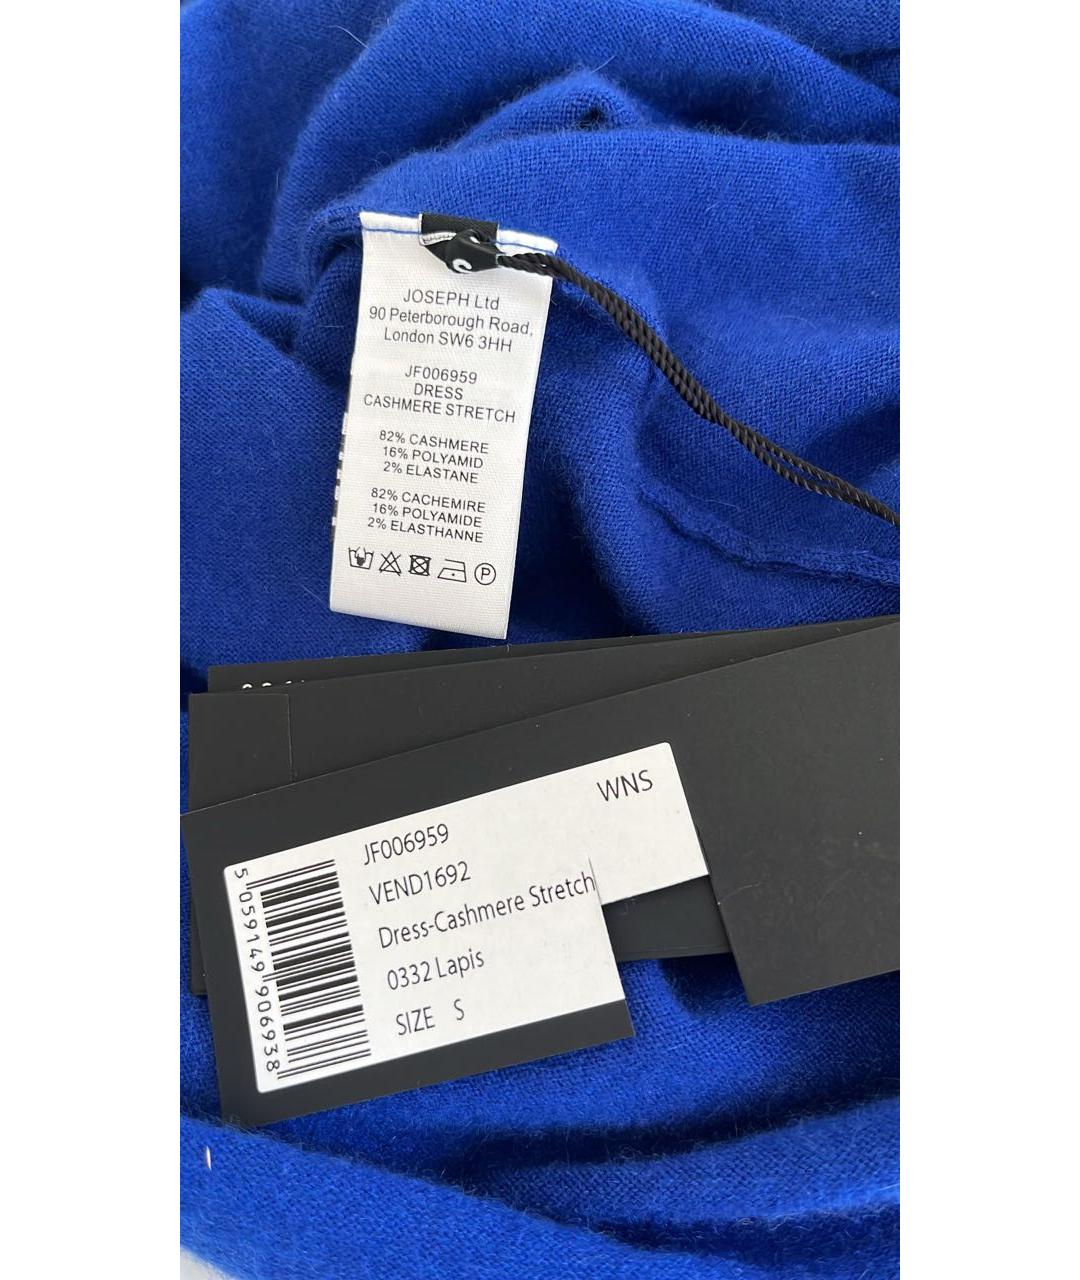 JOSEPH Ltd
90 Peterborough Road,
London SW6 3HH
JF006959
DRESS
CASHMERE STRETCH
82% CASHMERE
16% POLYAMID
2% ELASTANE
82% CACHEMIRE
16% POLYAMIDE
2% ELASTHANNE
P
WNS
JF006959
VEND1692
Dress-Cashmere Stretch
0332 Lapis
SIZE S
5 059149 906938